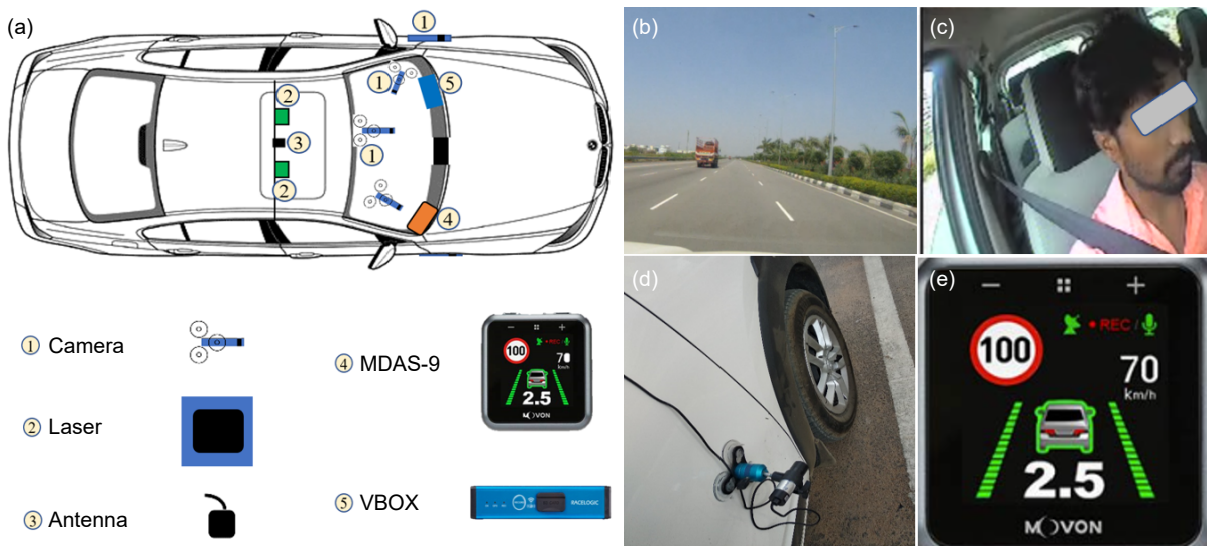 (a)
1
1
5
2
3
1
2
4
1 Camera
2 Laser
3 Antenna
4 MDAS-9
5 VBOX
− +
100
REC /
70
km/h
2.5
MOVON
RACELOGIC
(b)
(c)
(d)
(e)
− +
100
REC /
70
km/h
2.5
MOVON